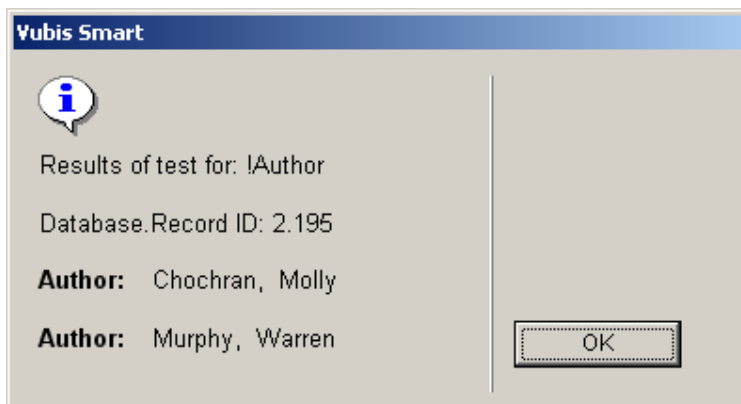 Vubis Smart
Results of test for: !Author
Database.Record ID: 2.195
Author: Chochran, Molly
Author: Murphy, Warren
OK